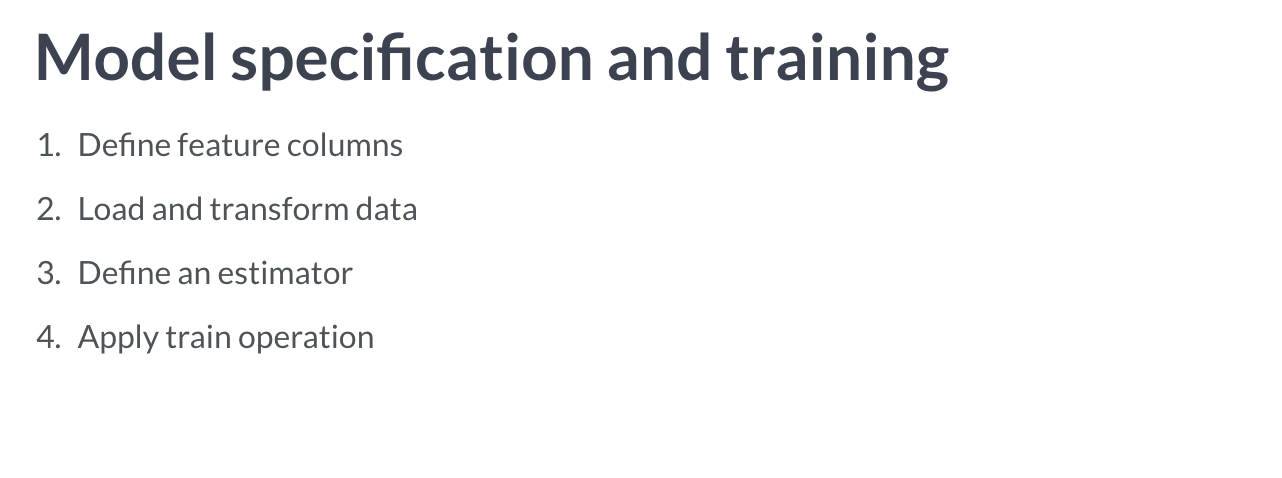 Model specification and training
1. Define feature columns
2. Load and transform data
3. Define an estimator
4. Apply train operation